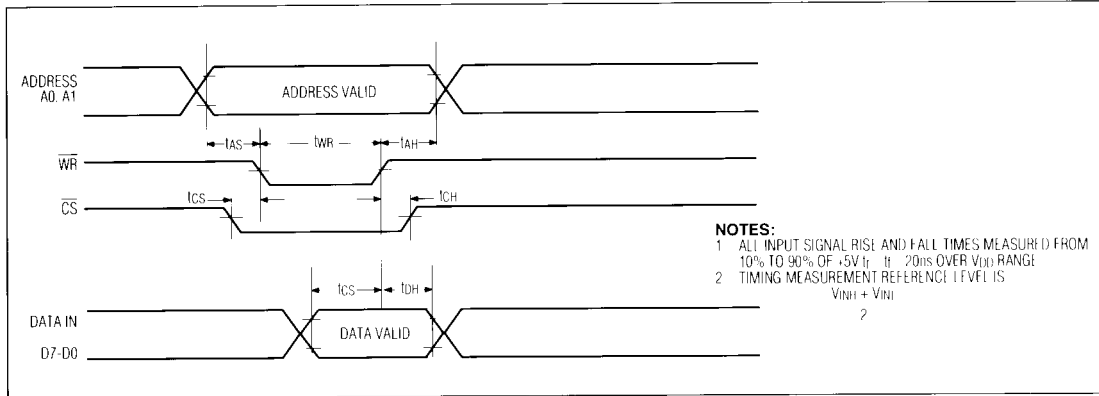 ADDRESS
A0, A1
ADDRESS VALID
tAS
tWR
tAH
WR
tCS
tCH
CS
NOTES:
1 ALL INPUT SIGNAL RISE AND FALL TIMES MEASURED FROM
10% TO 90% OF +5V tr tf 20ns OVER VDD RANGE
2 TIMING MEASUREMENT REFERENCE LEVEL IS
VINH + VINL
2
tCS
tDH
DATA IN
DATA VALID
D7-D0